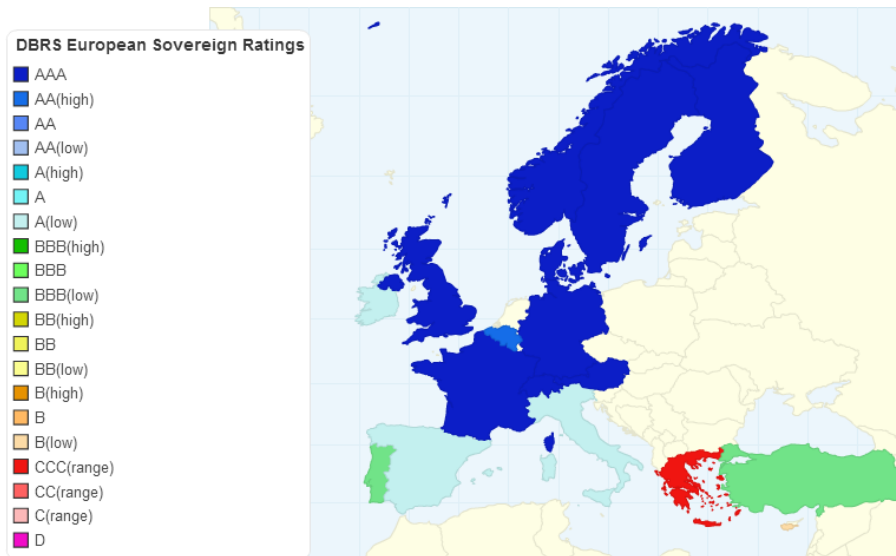 DBRS European Sovereign Ratings
AAA
AA(high)
AA
AA(low)
A(high)
A
A(low)
BBB(high)
BBB
BBB(low)
BB(high)
BB
BB(low)
B(high)
B
B(low)
CCC(range)
CC(range)
C(range)
D